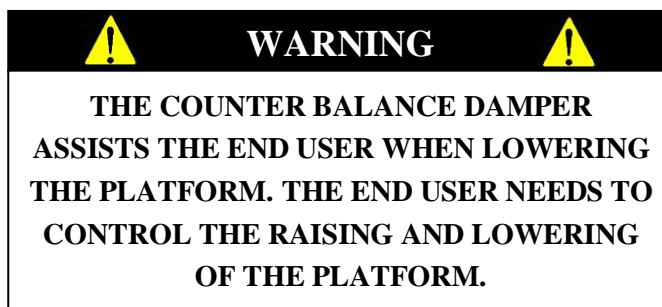 WARNING
THE COUNTER BALANCE DAMPER
ASSISTS THE END USER WHEN LOWERING
THE PLATFORM. THE END USER NEEDS TO
CONTROL THE RAISING AND LOWERING
OF THE PLATFORM.